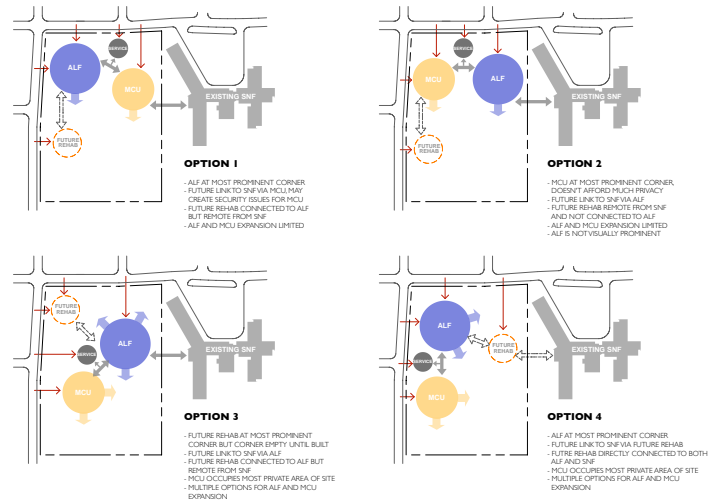 ALF
SERVICE
MCU
EXISTING SNF
FUTURE
REHAB
OPTION 1
- ALF AT MOST PROMINENT CORNER
- FUTURE LINK TO SNF VIA MCU, MAY
CREATE SECURITY ISSUES FOR MCU
- FUTURE REHAB CONNECTED TO ALF
BUT REMOTE FROM SNF
- ALF AND MCU EXPANSION LIMITED
SERVICE
MCU
ALF
EXISTING SNF
FUTURE
REHAB
OPTION 2
- MCU AT MOST PROMINENT CORNER,
DOESN'T AFFORD MUCH PRIVACY
- FUTURE LINK TO SNF VIA ALF
- FUTURE REHAB REMOTE FROM SNF
AND NOT CONNECTED TO ALF
- ALF AND MCU EXPANSION LIMITED
- ALF IS NOT VISUALLY PROMINENT
FUTURE
REHAB
ALF
SERVICE
EXISTING SNF
MCU
OPTION 3
- FUTURE REHAB AT MOST PROMINENT
CORNER BUT CORNER EMPTY UNTIL BUILT
- FUTURE LINK TO SNF VIA ALF
- FUTURE REHAB CONNECTED TO ALF BUT
REMOTE FROM SNF
- MCU OCCUPIES MOST PRIVATE AREA OF SITE
- MULTIPLE OPTIONS FOR ALF AND MCU
EXPANSION
ALF
FUTURE
REHAB
EXISTING SNF
SERVICE
MCU
OPTION 4
- ALF AT MOST PROMINENT CORNER
- FUTURE LINK TO SNF VIA FUTURE REHAB
- FUTRE REHAB DIRECTLY CONNECTED TO BOTH
ALF AND SNF
- MCU OCCUPIES MOST PRIVATE AREA OF SITE
- MULTIPLE OPTIONS FOR ALF AND MCU
EXPANSION